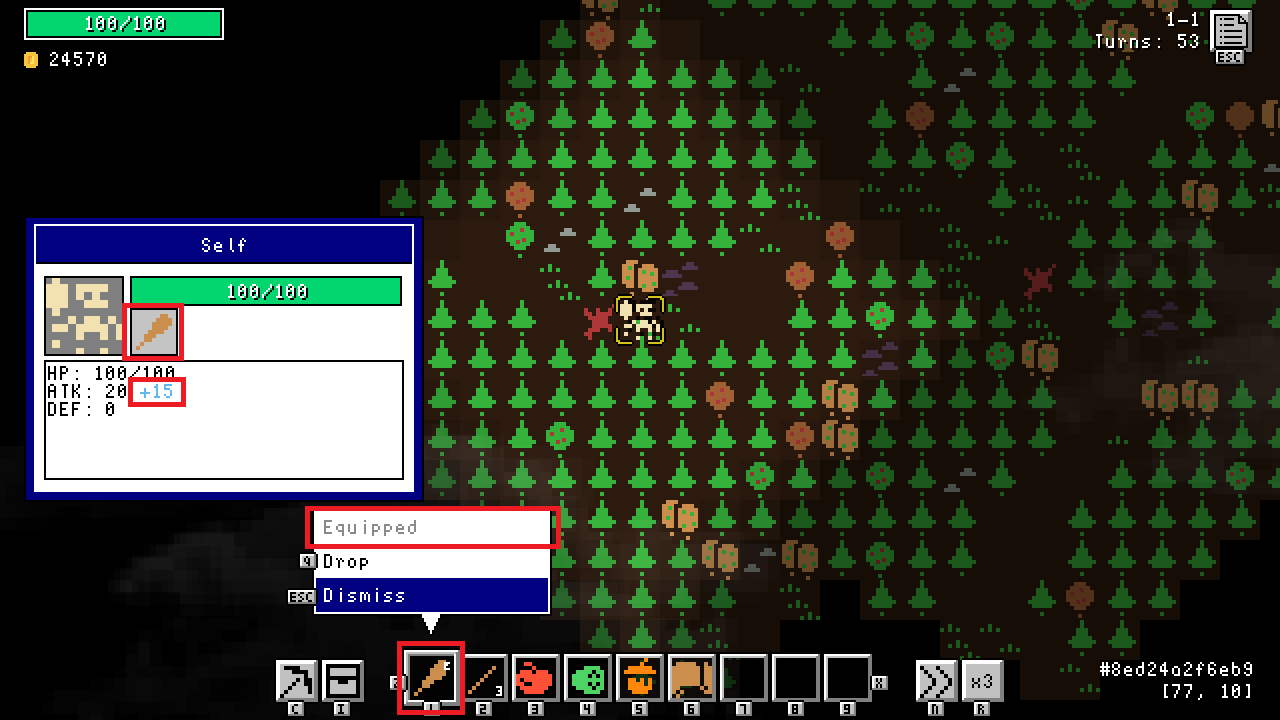 100/100
24570
1-1
Turns: 53
ESC
Self
100/100
HP: 100/100
ATK: 20 +15
DEF: 0
Equipped
Q Drop
ESC Dismiss
E
3
x3
Z
X
C
I
1
2
3
4
5
6
7
8
9
N
R
#8ed24a2f6eb9
[77, 10]